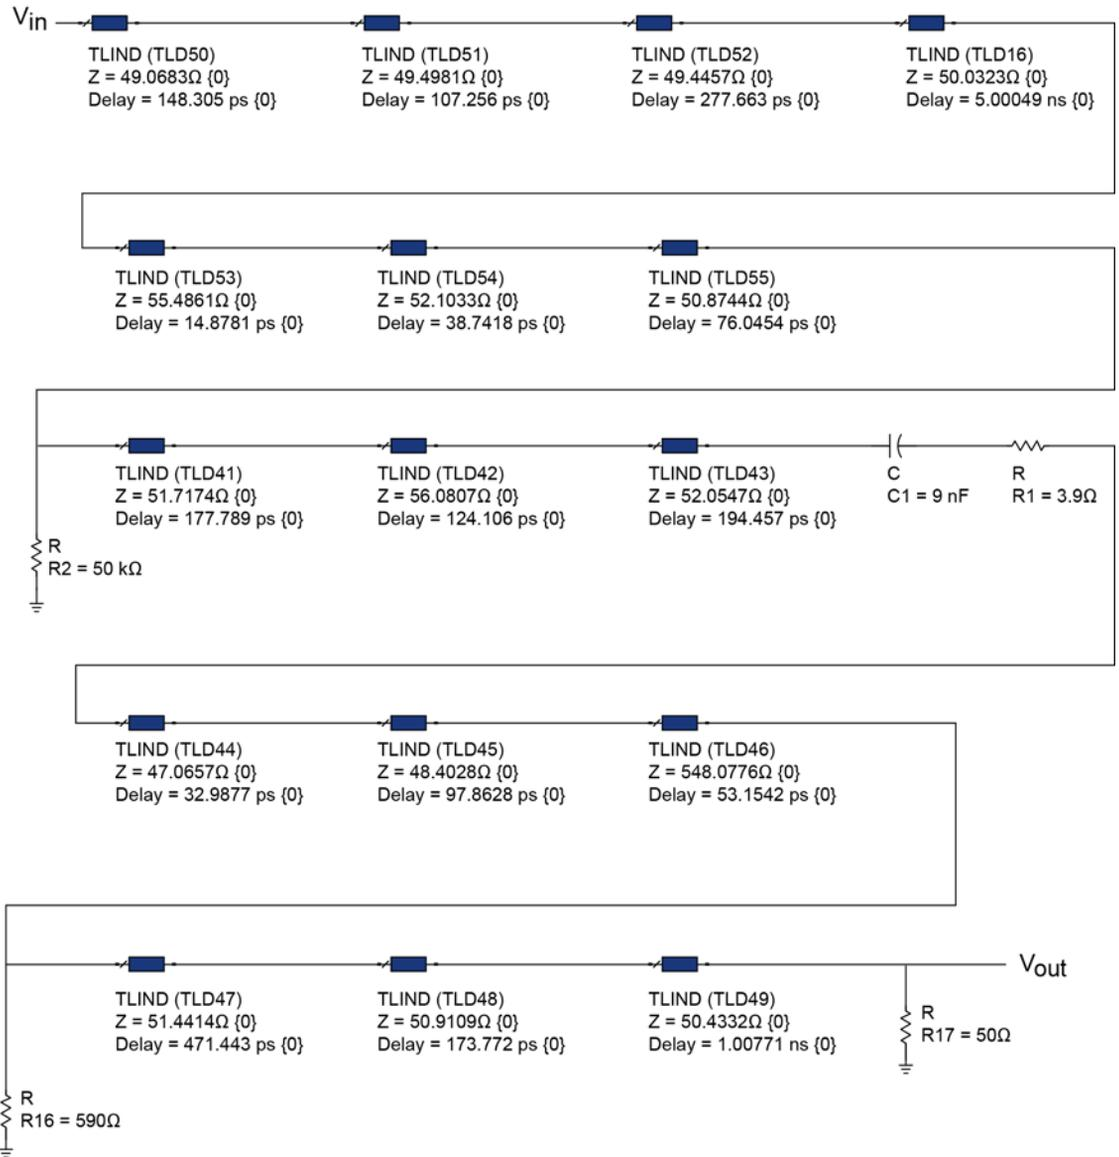 Vin
TLIND (TLD50)
Z = 49.0683Ω {0}
Delay = 148.305 ps {0}
TLIND (TLD51)
Z = 49.4981Ω {0}
Delay = 107.256 ps {0}
TLIND (TLD52)
Z = 49.4457Ω {0}
Delay = 277.663 ps {0}
TLIND (TLD16)
Z = 50.0323Ω {0}
Delay = 5.00049 ns {0}
TLIND (TLD53)
Z = 55.4861Ω {0}
Delay = 14.8781 ps {0}
TLIND (TLD54)
Z = 52.1033Ω {0}
Delay = 38.7418 ps {0}
TLIND (TLD55)
Z = 50.8744Ω {0}
Delay = 76.0454 ps {0}
TLIND (TLD41)
Z = 51.7174Ω {0}
Delay = 177.789 ps {0}
TLIND (TLD42)
Z = 56.0807Ω {0}
Delay = 124.106 ps {0}
TLIND (TLD43)
Z = 52.0547Ω {0}
Delay = 194.457 ps {0}
C
C1 = 9 nF
R
R1 = 3.9Ω
R
R2 = 50 kΩ
TLIND (TLD44)
Z = 47.0657Ω {0}
Delay = 32.9877 ps {0}
TLIND (TLD45)
Z = 48.4028Ω {0}
Delay = 97.8628 ps {0}
TLIND (TLD46)
Z = 548.0776Ω {0}
Delay = 53.1542 ps {0}
TLIND (TLD47)
Z = 51.4414Ω {0}
Delay = 471.443 ps {0}
TLIND (TLD48)
Z = 50.9109Ω {0}
Delay = 173.772 ps {0}
TLIND (TLD49)
Z = 50.4332Ω {0}
Delay = 1.00771 ns {0}
Vout
R
R17 = 50Ω
R
R16 = 590Ω